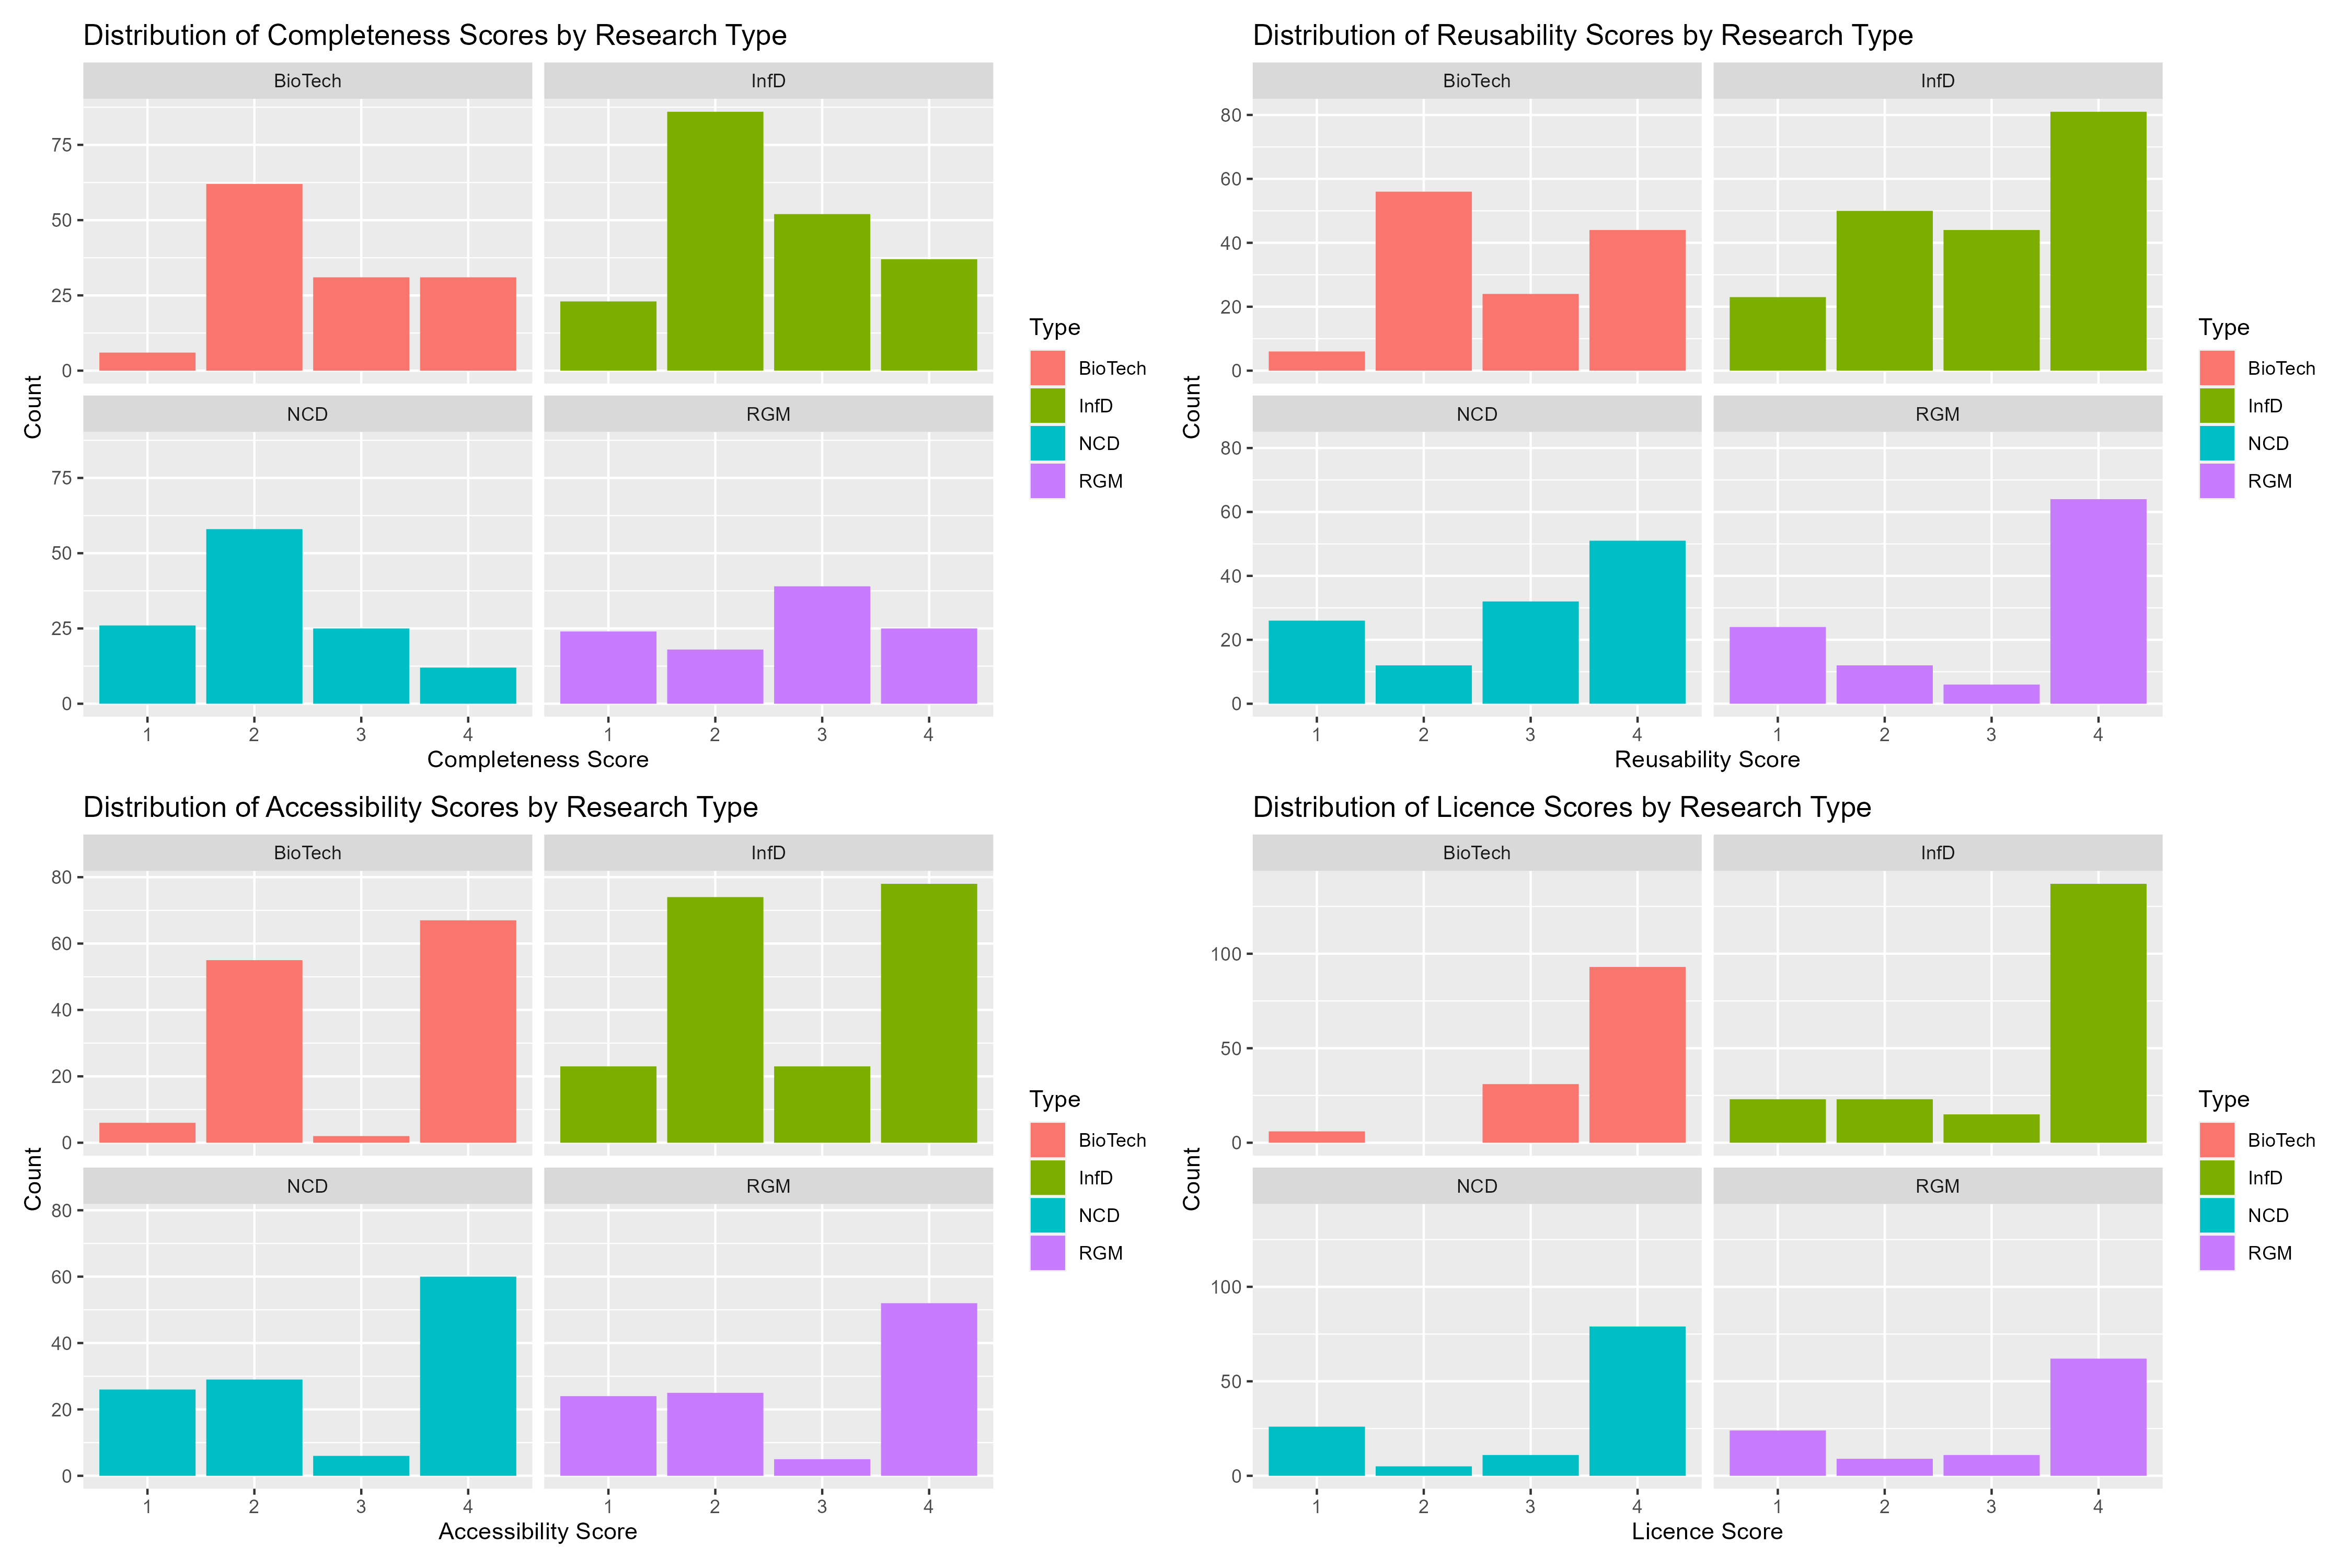 Distribution of Completeness Scores by Research Type
BioTech InfD
75
50
25
0
NCD RGM
75
50
25
0
1 2 3 4 1 2 3 4
Completeness Score
Count
Type
BioTech
InfD
NCD
RGM
Distribution of Reusability Scores by Research Type
BioTech InfD
80
60
40
20
0
NCD RGM
80
60
40
20
0
1 2 3 4 1 2 3 4
Reusability Score
Count
Type
BioTech
InfD
NCD
RGM
Distribution of Accessibility Scores by Research Type
BioTech InfD
80
60
40
20
0
NCD RGM
80
60
40
20
0
1 2 3 4 1 2 3 4
Accessibility Score
Count
Type
BioTech
InfD
NCD
RGM
Distribution of Licence Scores by Research Type
BioTech InfD
100
50
0
NCD RGM
100
50
0
1 2 3 4 1 2 3 4
Licence Score
Count
Type
BioTech
InfD
NCD
RGM